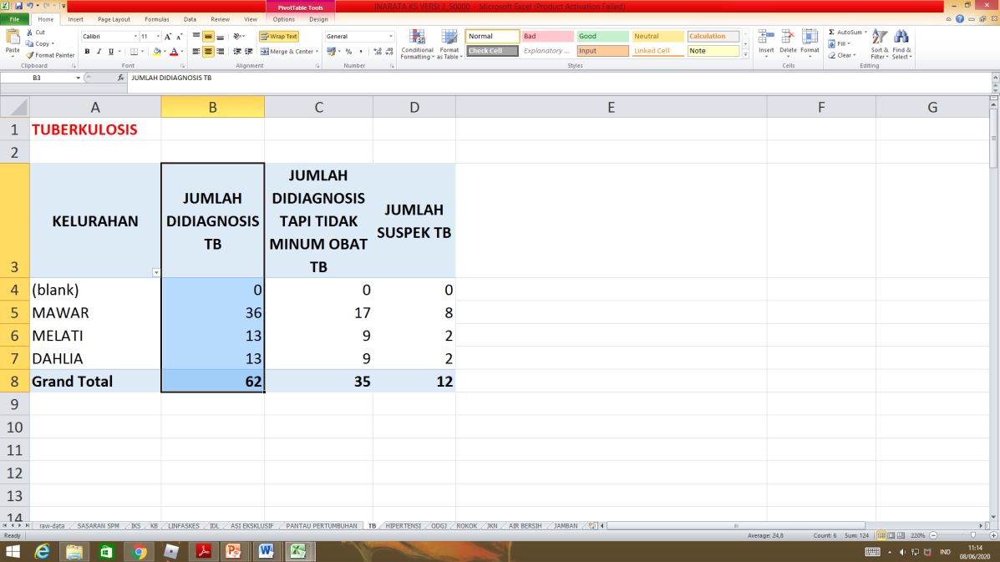 PivotTable Tools
INARATA KS VERSI 2_50000 - Microsoft Excel (Product Activation Failed)
File Home Insert Page Layout Formulas Data Review View Options Design
Cut
Copy
Format Painter
Paste
Clipboard
Calibri 11
B I U
Font
Wrap Text
Merge & Center
Alignment
General
Number
Conditional Formatting
Format as Table
Normal Bad Good Neutral Calculation
Check Cell Explanatory ... Input Linked Cell Note
Styles
Insert Delete Format
Cells
AutoSum
Fill
Clear
Sort & Filter
Find & Select
Editing
B3 fx JUMLAH DIDIAGNOSIS TB
A B C D E F G
1 TUBERKULOSIS
2
3 KELURAHAN
JUMLAH
DIDIAGNOSIS
TB
JUMLAH
DIDIAGNOSIS
TAPI TIDAK
MINUM OBAT
TB
JUMLAH
SUSPEK TB
4 (blank) 0 0 0
5 MAWAR 36 17 8
6 MELATI 13 9 2
7 DAHLIA 13 9 2
8 Grand Total 62 35 12
9
10
11
12
13
14
raw-data SASARAN SPM IKS KB LINFASKES IDL ASI EKSKLUSIF PANTAU PERTUMBUHAN TB HIPERTENSI ODGJ ROKOK JKN AIR BERSIH JAMBAN
Ready Average: 24,8 Count: 6 Sum: 124 220%
IND 11:14
08/06/2020